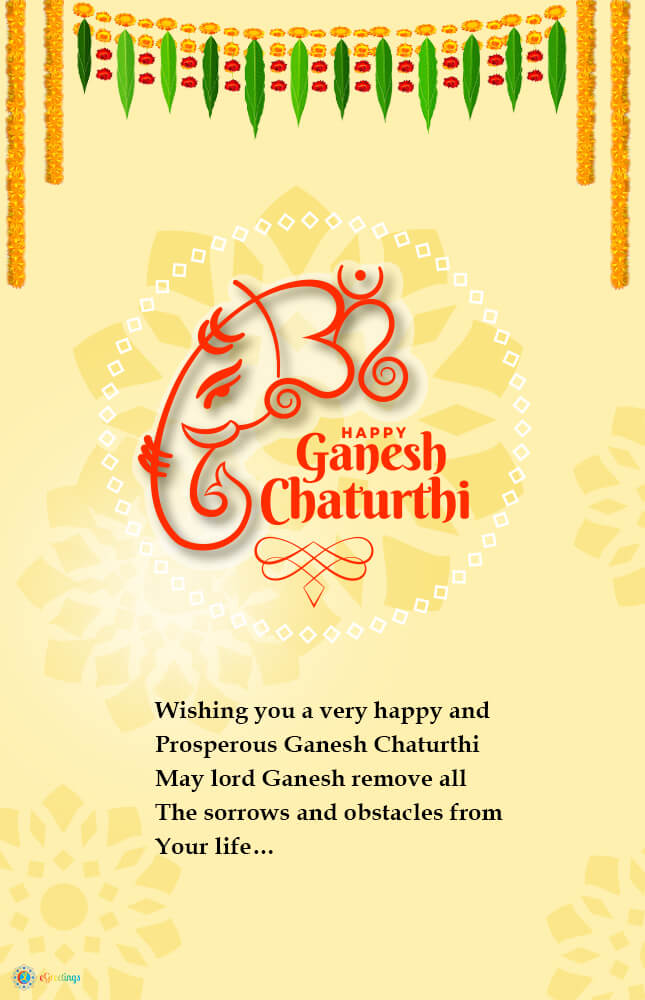 HAPPY
Ganesh
Chaturthi
Wishing you a very happy and
Prosperous Ganesh Chaturthi
May lord Ganesh remove all
The sorrows and obstacles from
Your life...
eGreetings